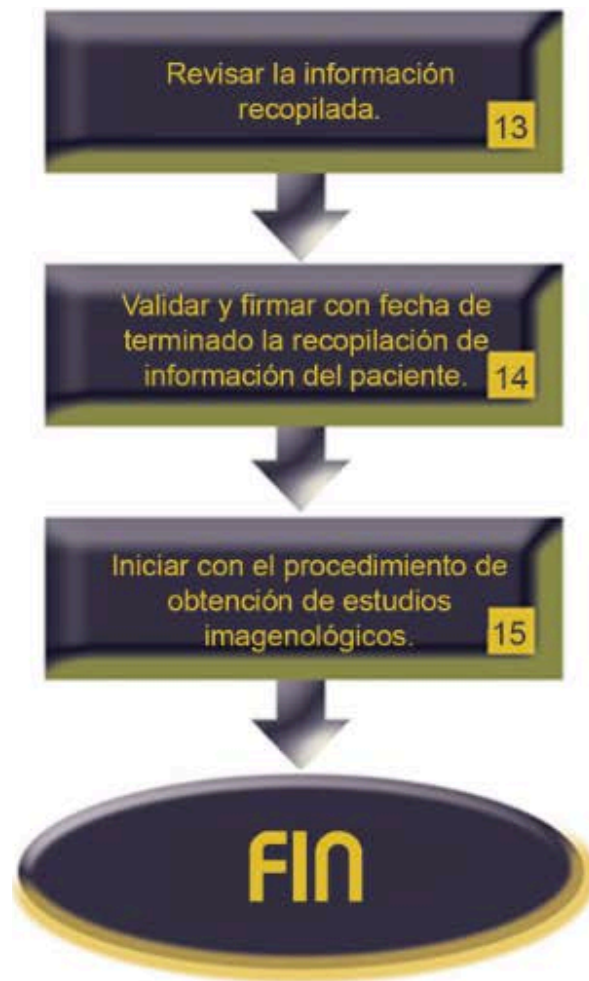 Revisar la información
recopilada.
13
Validar y firmar con fecha de
terminado la recopilación de
información del paciente.
14
Iniciar con el procedimiento de
obtención de estudios
imagenológicos.
15
FIN